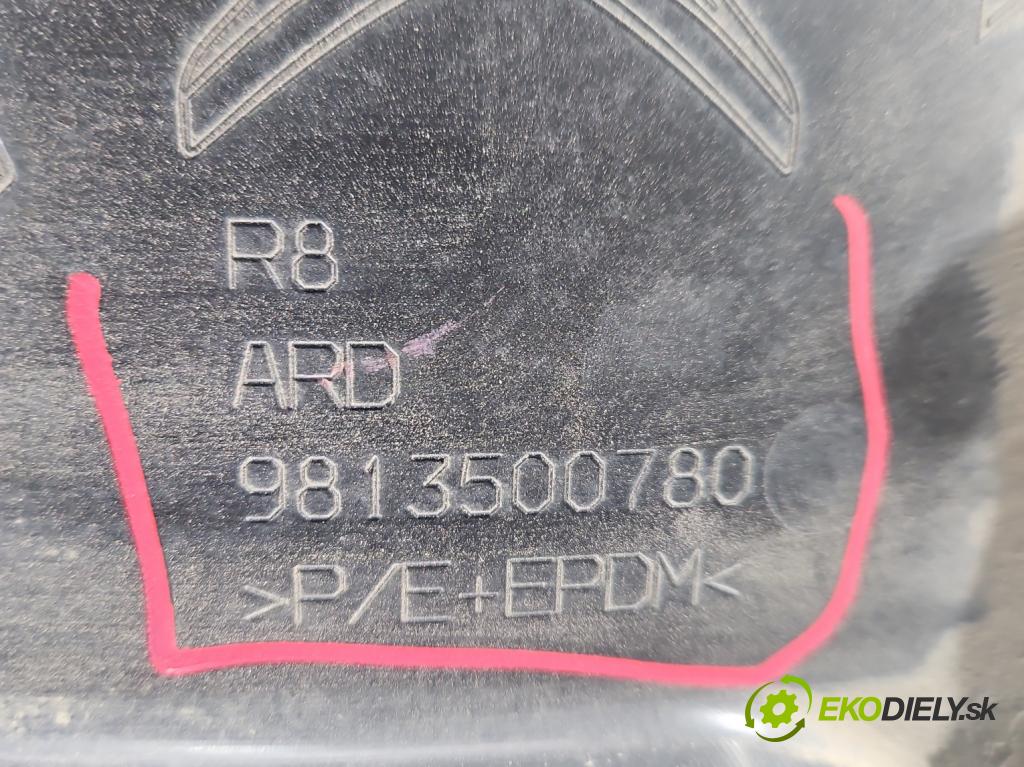 R8
ARD
9813500780
>P/E+EPDM<
EKODIELY.sk